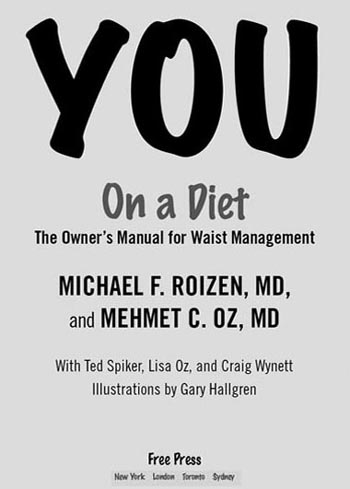 YOU
On a Diet
The Owner's Manual for Waist Management
MICHAEL F. ROIZEN, MD,
and MEHMET C. OZ, MD
With Ted Spiker, Lisa Oz, and Craig Wynett
Illustrations by Gary Hallgren
Free Press
New York London Toronto Sydney